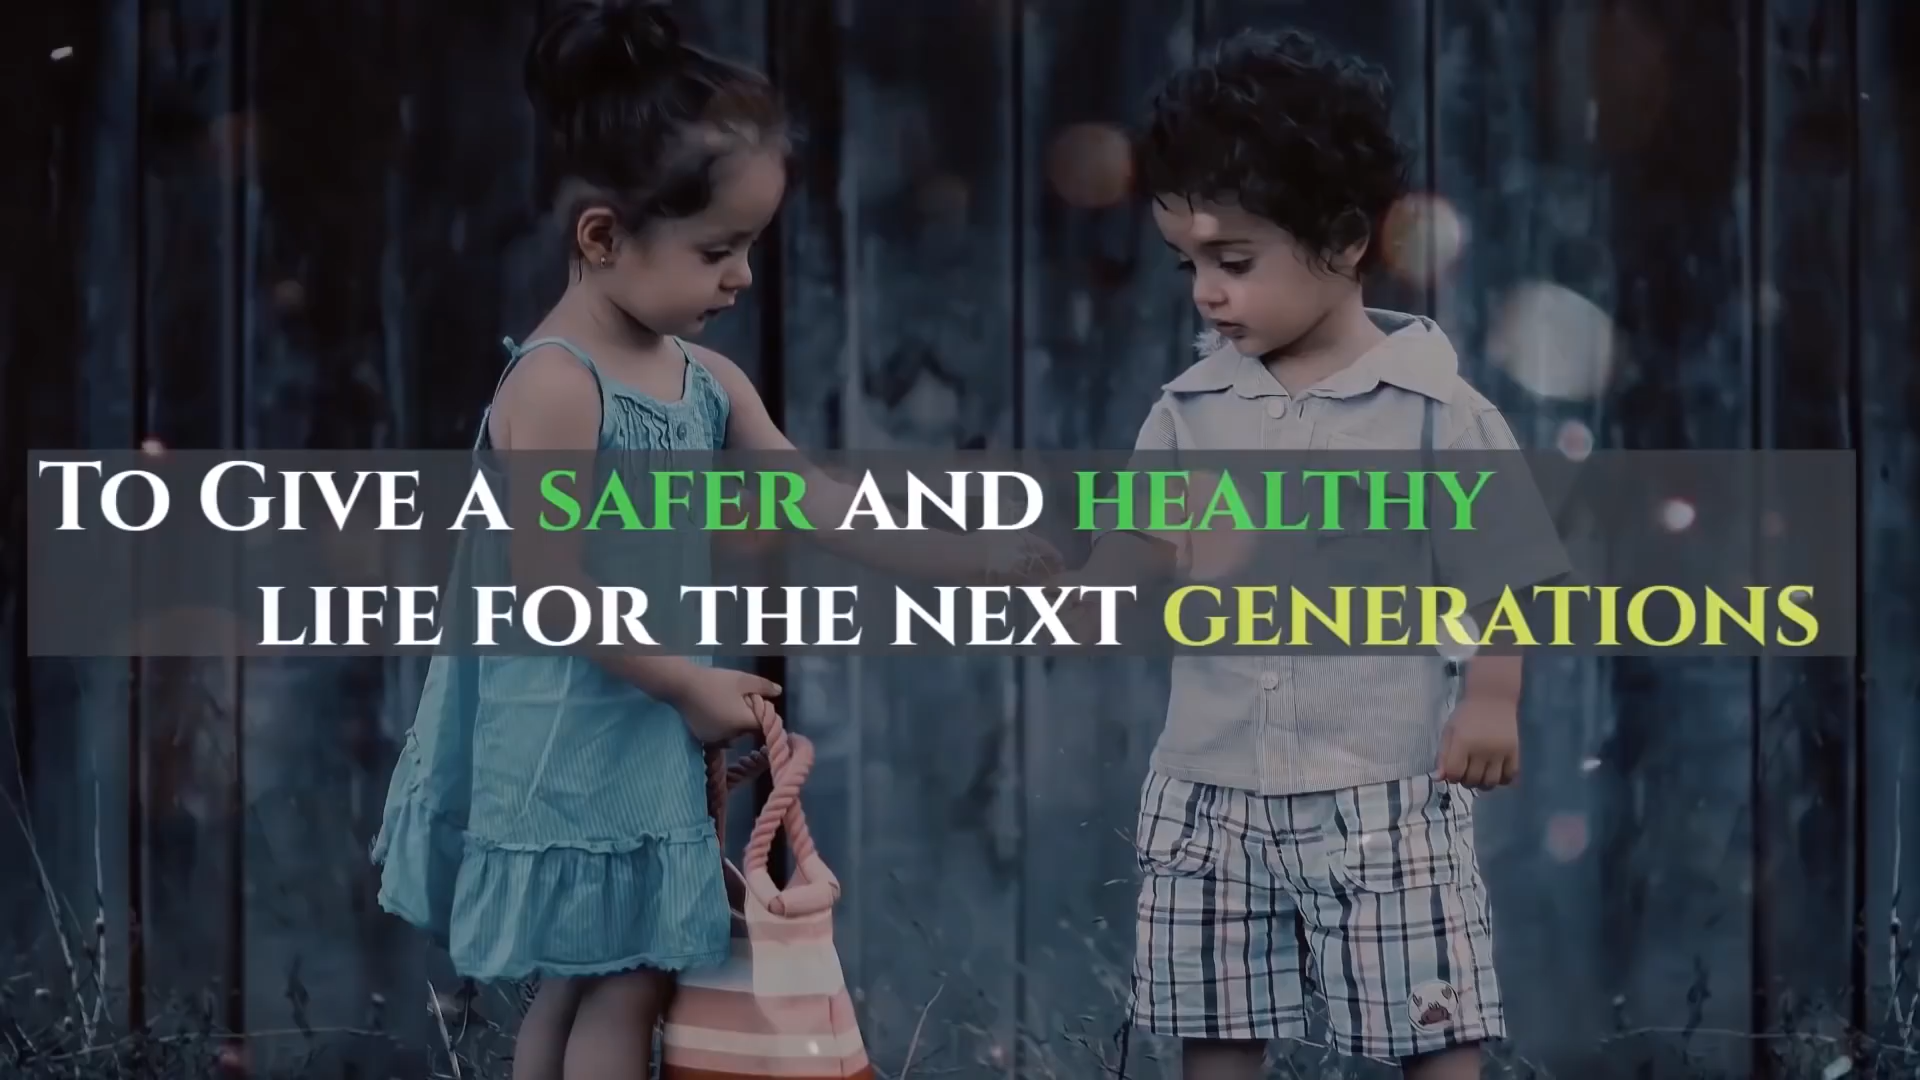 To Give a safer and healthy
life for the next generations